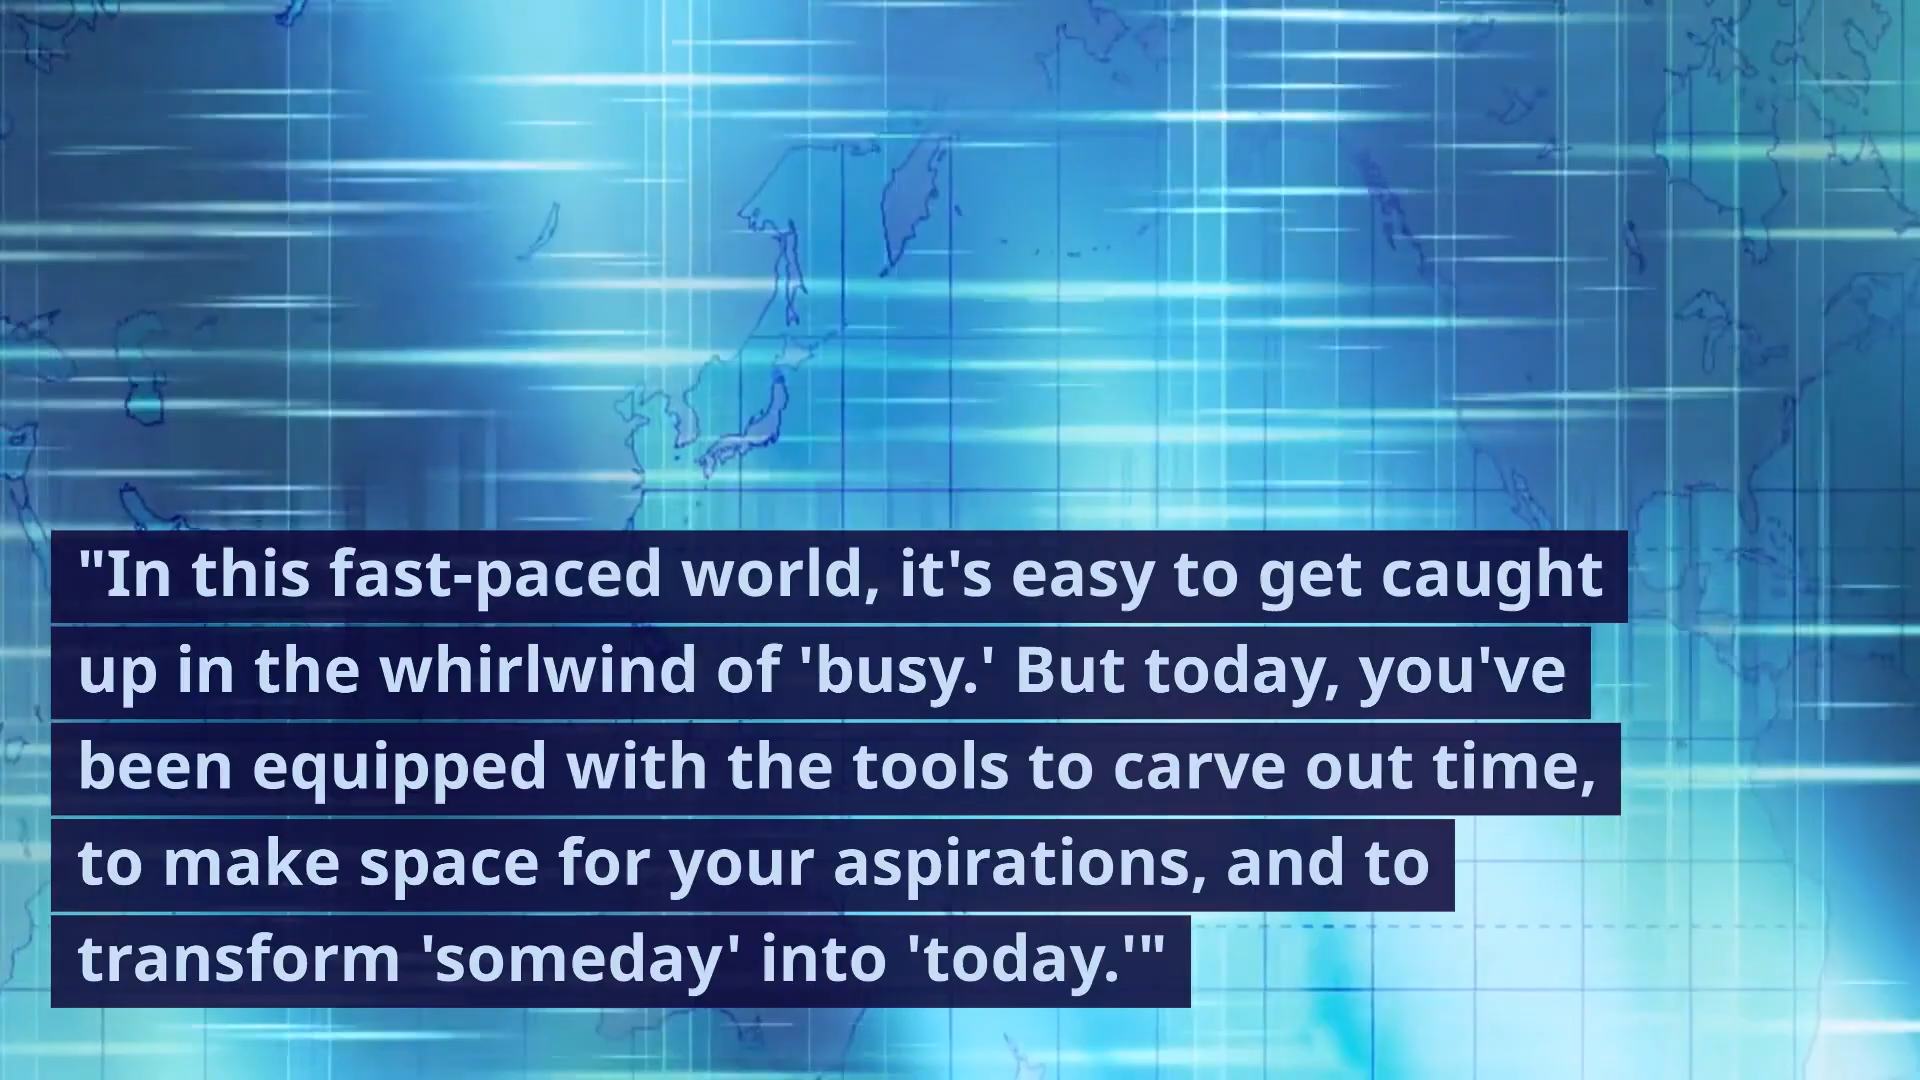 "In this fast-paced world, it's easy to get caught
up in the whirlwind of 'busy.' But today, you've
been equipped with the tools to carve out time,
to make space for your aspirations, and to
transform 'someday' into 'today.'"